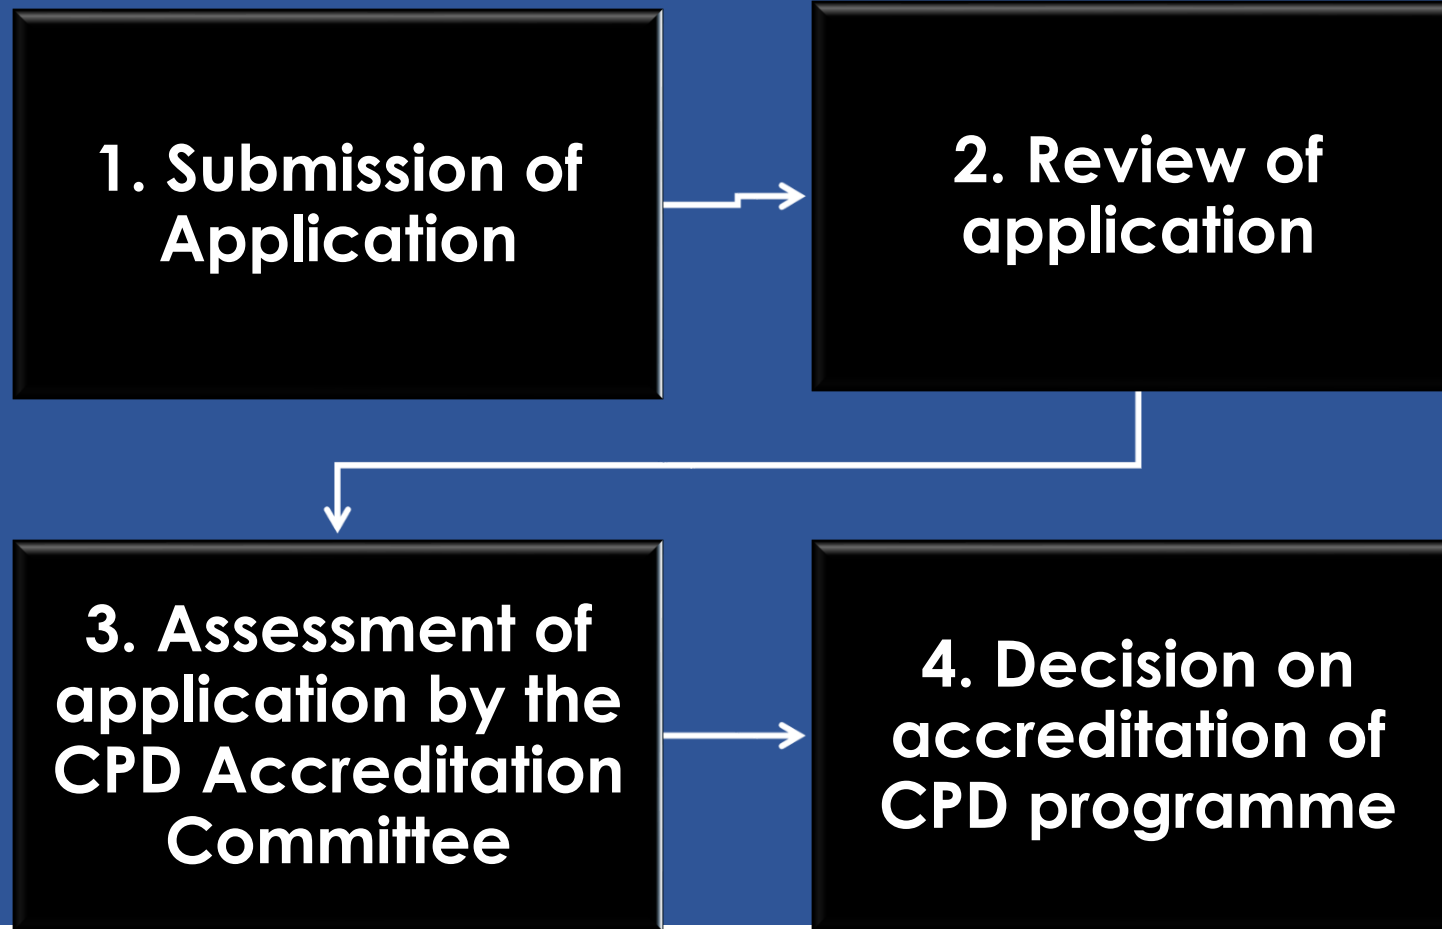 1. Submission of
Application
2. Review of
application
3. Assessment of
application by the
CPD Accreditation
Committee
4. Decision on
accreditation of
CPD programme